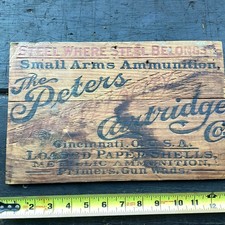 STEEL WHERE STEEL BELONGS
Small Arms Ammunition,
The
Peters
Cartridge
Co.
Cincinnati, O. U.S.A.
LOADED PAPER SHELLS,
METALLIC AMMUNITION,
Primers, Gun Wads.
1 2 3 4 5 6 7 8 9 10 11 12